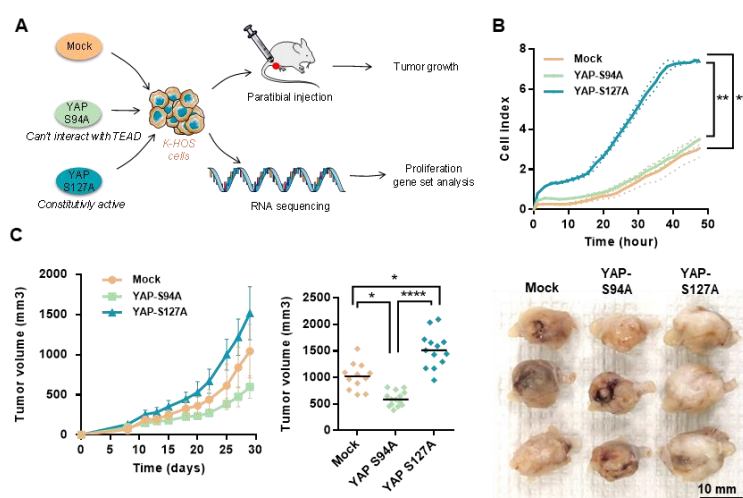 A
Mock
YAP
S94A
Can't interact with TEAD
YAP
S127A
Constitutivly active
K-HOS
cells
Paratibial injection
Tumor growth
RNA sequencing
Proliferation
gene set analysis
B
Mock
YAP-S94A
YAP-S127A
8
6
4
2
0
Cell Index
0
10
20
30
40
50
Time (hour)
**
*
C
Mock
YAP-S94A
YAP-S127A
2000
1500
1000
500
0
Tumor volume (mm3)
0
5
10
15
20
25
30
Time (days)
*
*
****
2500
2000
1500
1000
500
0
Tumor volume (mm3)
Mock
YAP S94A
YAP S127A
Mock
YAP-
S94A
YAP-
S127A
10 mm